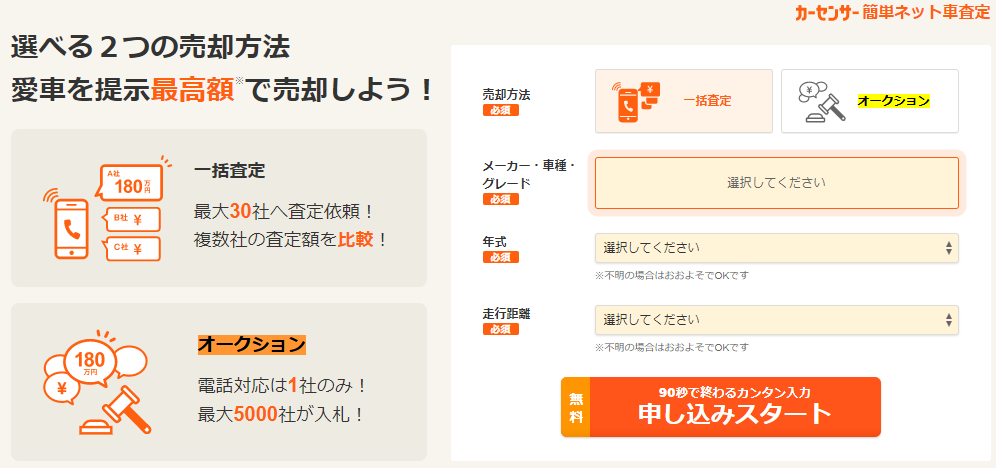 カーセンサー 簡単ネット車査定
選べる２つの売却方法
愛車を提示最高額※で売却しよう！
A社
180万円
B社 ¥
C社 ¥
一括査定
最大30社へ査定依頼！
複数社の査定額を比較！
180
万円
¥
オークション
電話対応は1社のみ！
最大5000社が入札！
売却方法
必須
¥
一括査定
¥
オークション
メーカー・車種・
グレード
必須
選択してください
年式
必須
選択してください
※不明の場合はおおよそでOKです
走行距離
必須
選択してください
※不明の場合はおおよそでOKです
無料
90秒で終わるカンタン入力
申し込みスタート